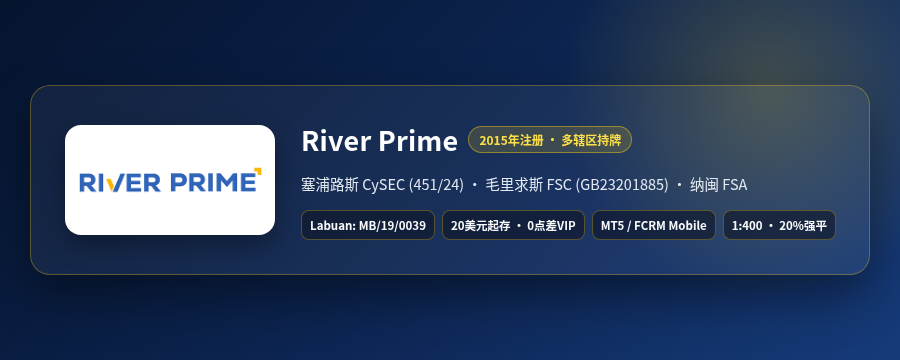 RIVER PRIME
River Prime
2015年注册 · 多辖区持牌
塞浦路斯 CySEC (451/24) · 毛里求斯 FSC (GB23201885) · 纳闽 FSA
Labuan: MB/19/0039
20美元起存 · 0点差VIP
MT5 / FCRM Mobile
1:400 · 20%强平